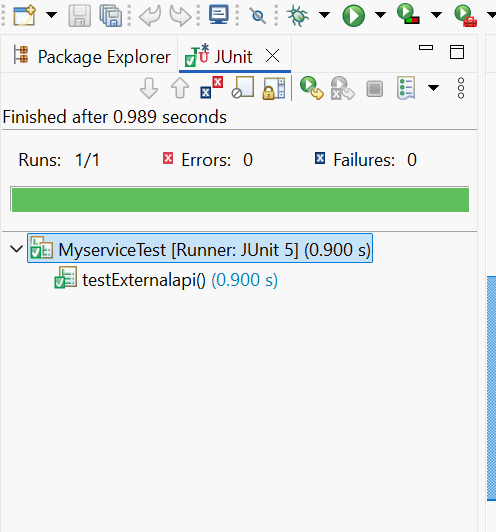 Package Explorer JUnit
Finished after 0.989 seconds
Runs: 1/1 Errors: 0 Failures: 0
MyserviceTest [Runner: JUnit 5] (0.900 s)
testExternalapi() (0.900 s)